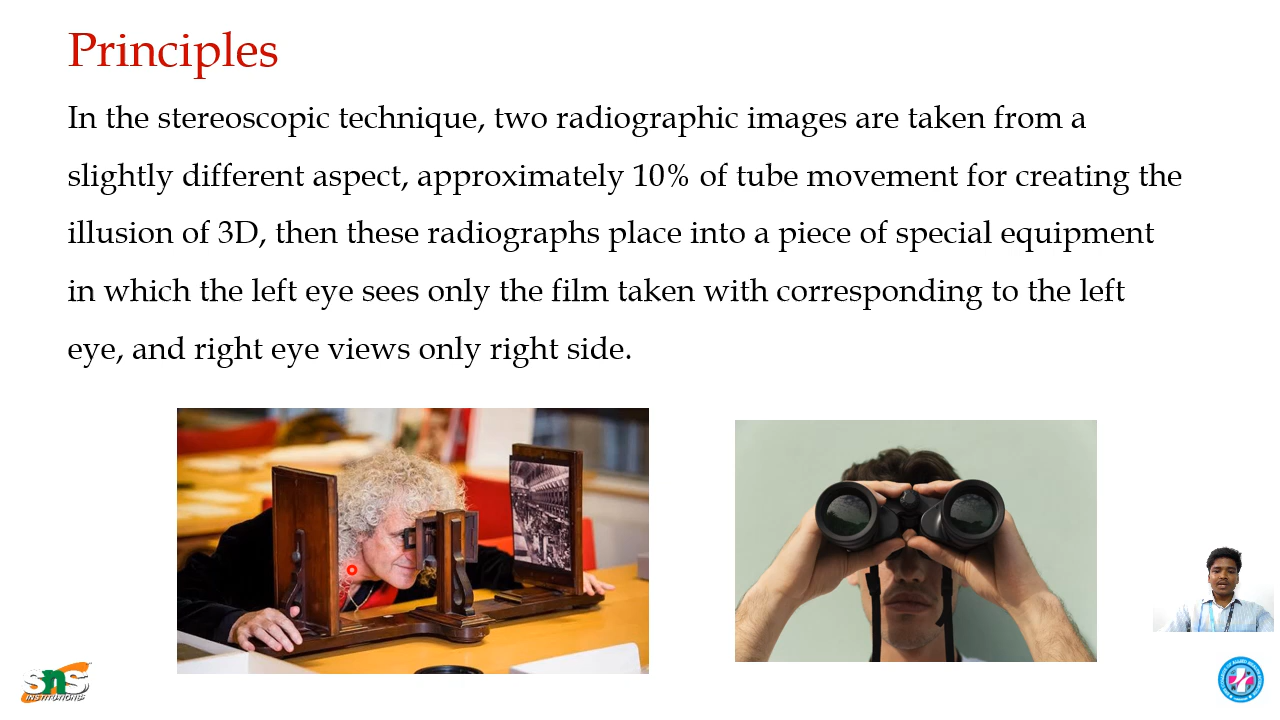 Principles
In the stereoscopic technique, two radiographic images are taken from a
slightly different aspect, approximately 10% of tube movement for creating the
illusion of 3D, then these radiographs place into a piece of special equipment
in which the left eye sees only the film taken with corresponding to the left
eye, and right eye views only right side.
sns
INSTITUTIONS